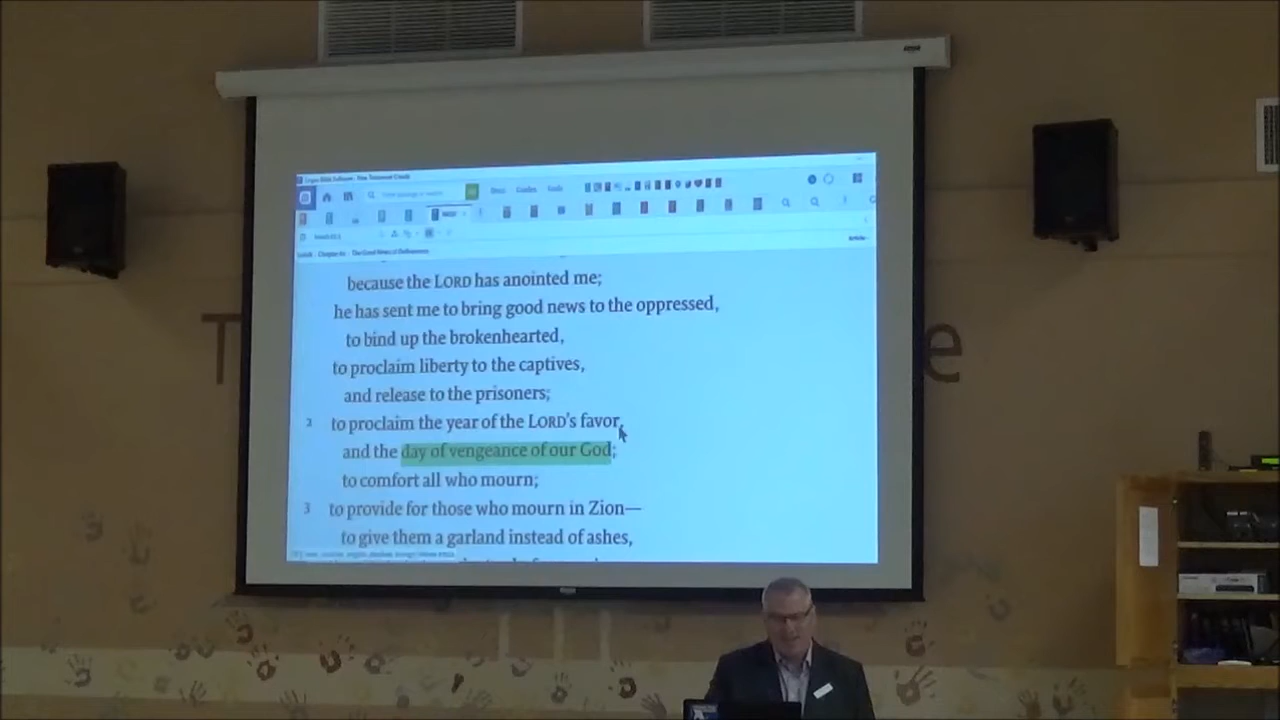 Docs Guides Tools
because the LORD has anointed me;
he has sent me to bring good news to the oppressed,
to bind up the brokenhearted,
to proclaim liberty to the captives,
and release to the prisoners;
2 to proclaim the year of the LORD's favor,
and the day of vengeance of our God;
to comfort all who mourn;
3 to provide for those who mourn in Zion—
to give them a garland instead of ashes,
T e